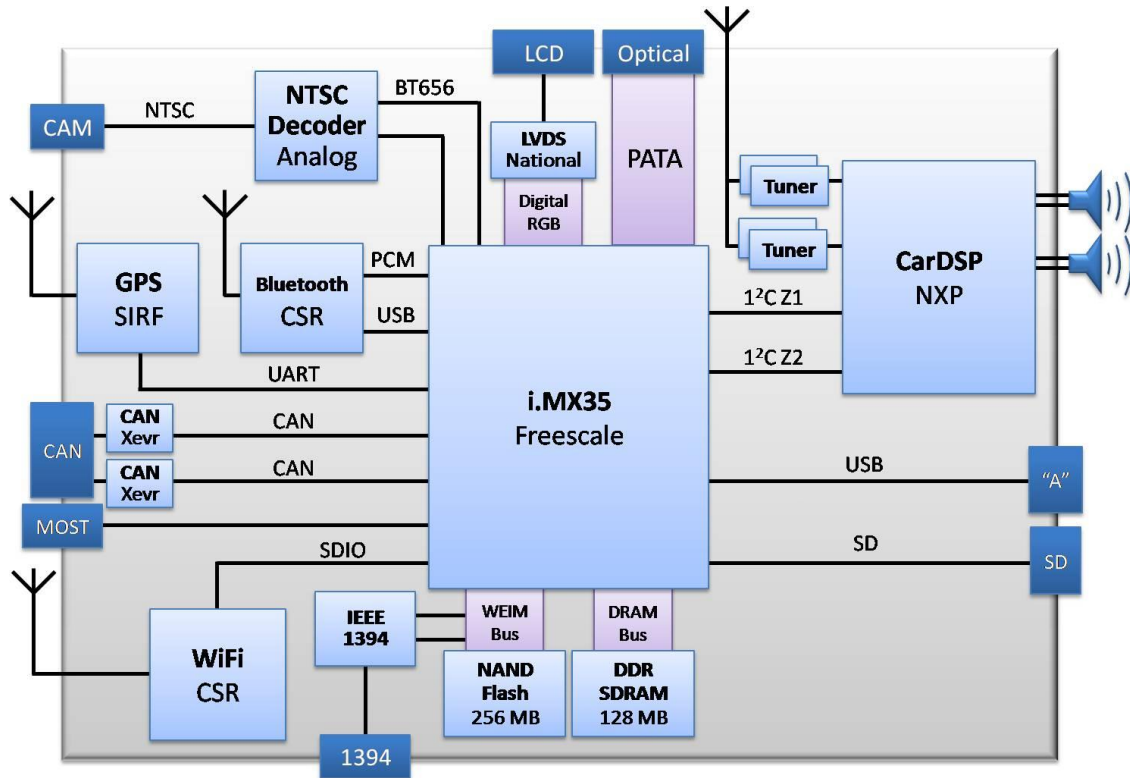 LCD
Optical
CAM
NTSC
NTSC
Decoder
Analog
BT656
LVDS
National
PATA
Digital
RGB
Tuner
Tuner
CarDSP
NXP
GPS
SIRF
Bluetooth
CSR
PCM
USB
UART
1²C Z1
1²C Z2
i.MX35
Freescale
CAN
CAN
Xevr
CAN
CAN
Xevr
CAN
MOST
USB
"A"
SDIO
SD
SD
WiFi
CSR
IEEE
1394
1394
WEIM
Bus
DRAM
Bus
NAND
Flash
256 MB
DDR
SDRAM
128 MB